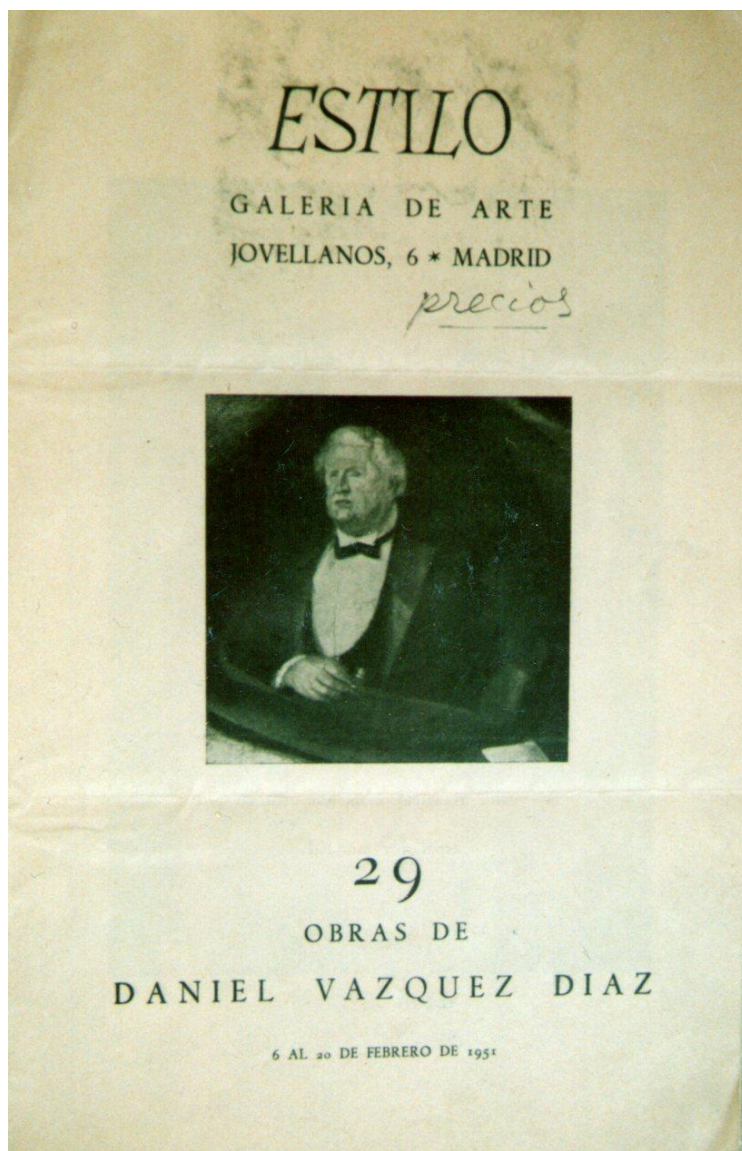 ESTILO
GALERIA DE ARTE
JOVELLANOS, 6 * MADRID
precios
29
OBRAS DE
DANIEL VAZQUEZ DIAZ
6 AL 20 DE FEBRERO DE 1951